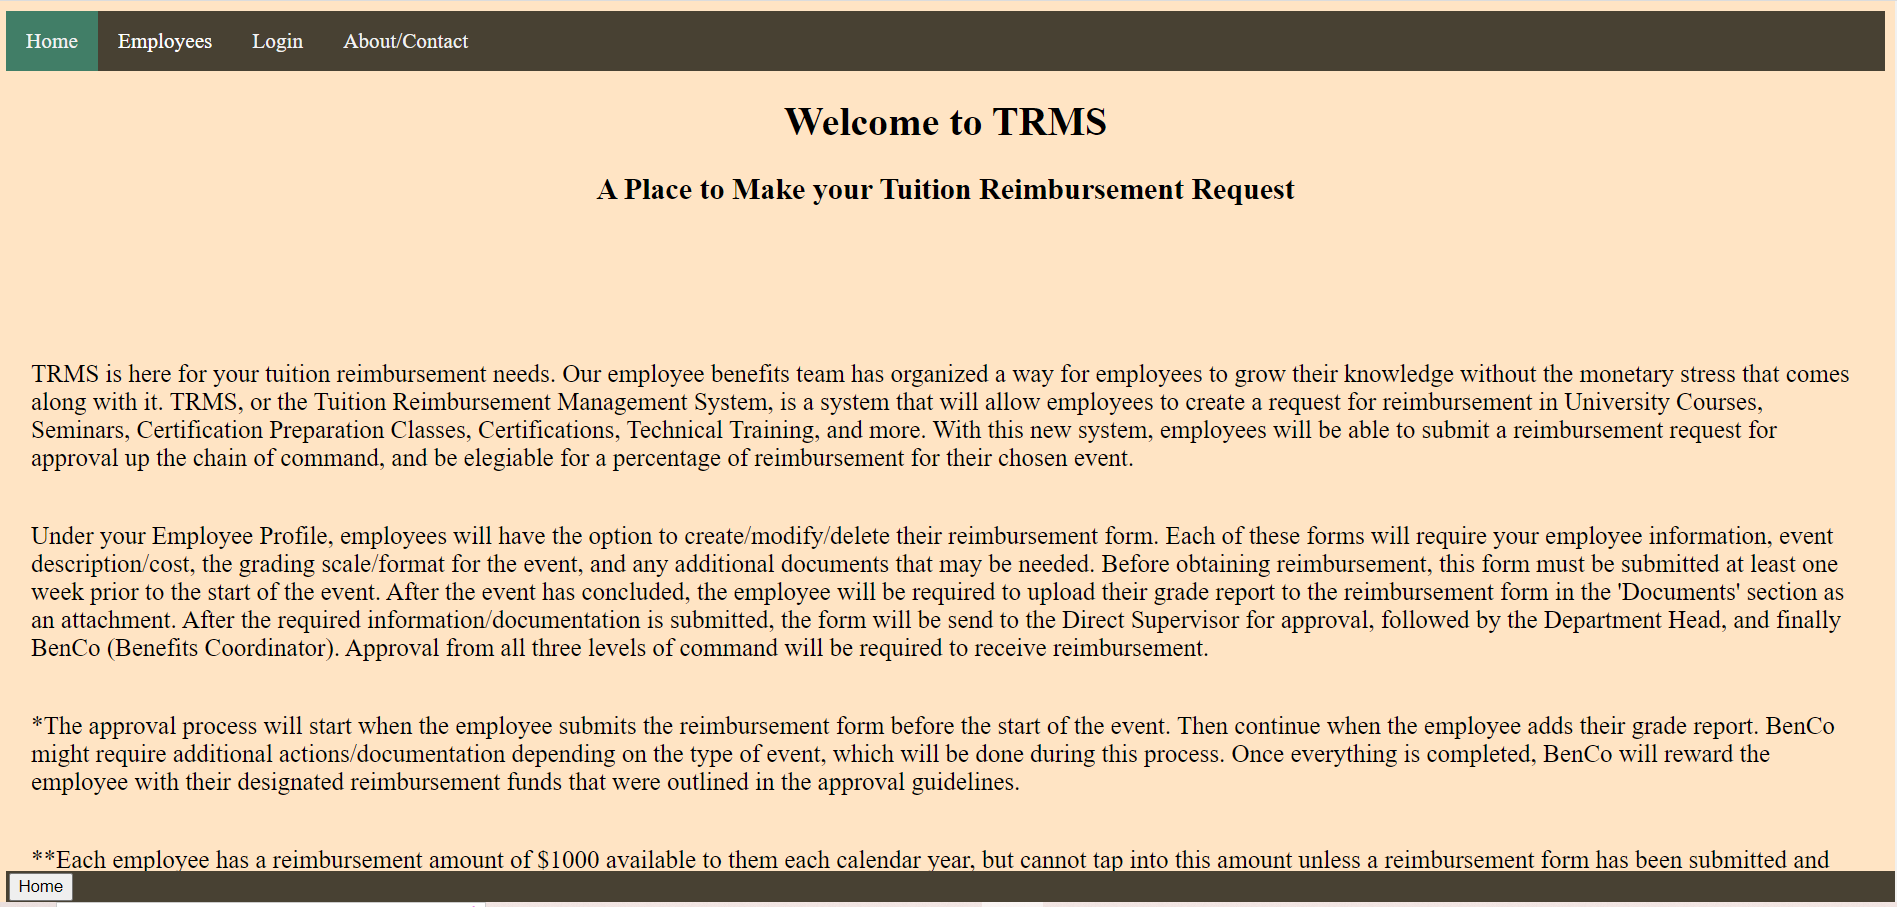 Home Employees Login About/Contact
Welcome to TRMS
A Place to Make your Tuition Reimbursement Request
TRMS is here for your tuition reimbursement needs. Our employee benefits team has organized a way for employees to grow their knowledge without the monetary stress that comes
along with it. TRMS, or the Tuition Reimbursement Management System, is a system that will allow employees to create a request for reimbursement in University Courses,
Seminars, Certification Preparation Classes, Certifications, Technical Training, and more. With this new system, employees will be able to submit a reimbursement request for
approval up the chain of command, and be elegiable for a percentage of reimbursement for their chosen event.
Under your Employee Profile, employees will have the option to create/modify/delete their reimbursement form. Each of these forms will require your employee information, event
description/cost, the grading scale/format for the event, and any additional documents that may be needed. Before obtaining reimbursement, this form must be submitted at least one
week prior to the start of the event. After the event has concluded, the employee will be required to upload their grade report to the reimbursement form in the 'Documents' section as
an attachment. After the required information/documentation is submitted, the form will be send to the Direct Supervisor for approval, followed by the Department Head, and finally
BenCo (Benefits Coordinator). Approval from all three levels of command will be required to receive reimbursement.
*The approval process will start when the employee submits the reimbursement form before the start of the event. Then continue when the employee adds their grade report. BenCo
might require additional actions/documentation depending on the type of event, which will be done during this process. Once everything is completed, BenCo will reward the
employee with their designated reimbursement funds that were outlined in the approval guidelines.
**Each employee has a reimbursement amount of $1000 available to them each calendar year, but cannot tap into this amount unless a reimbursement form has been submitted and
Home